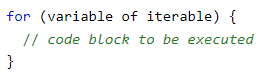 for (variable of iterable) {
  // code block to be executed
}